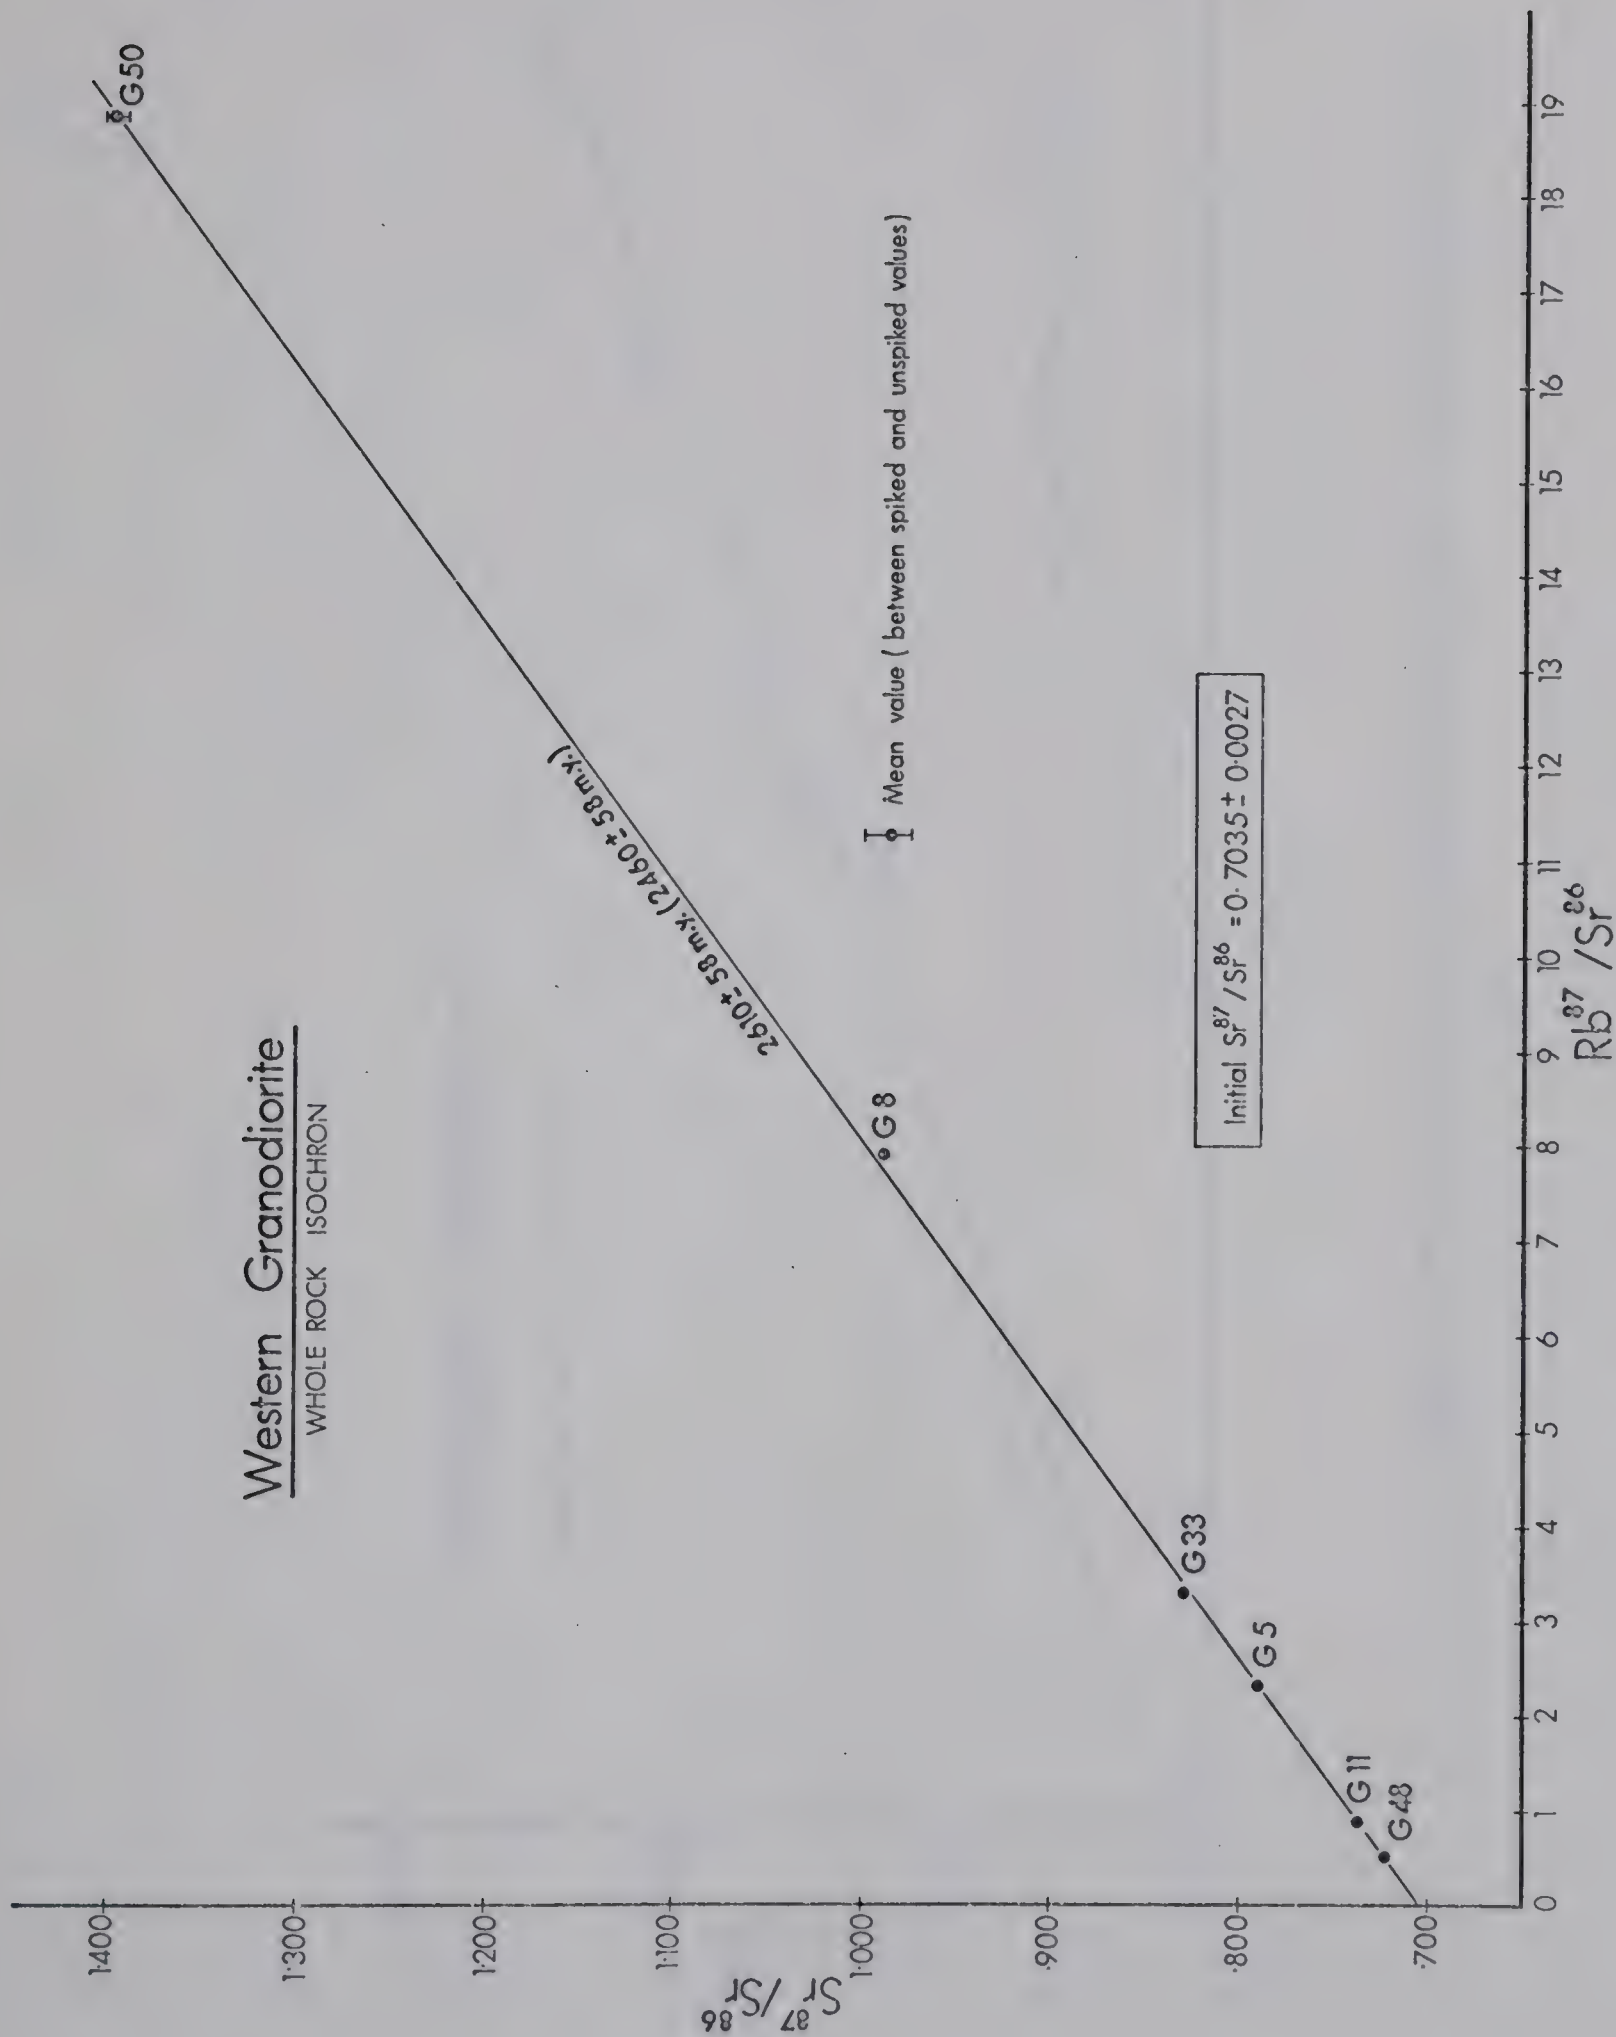 Western Granodiorite
WHOLE ROCK ISOCHRON
1·400
1·300
1·200
1·100
1·000
·900
·800
·700
Sr⁸⁷/Sr⁸⁶
G50
2610± 58 m.y. (2460± 58 m.y.)
Mean value ( between spiked and unspiked values)
G8
G33
G5
G11
G48
Initial Sr⁸⁷/Sr⁸⁶ = 0·7035± 0·0027
0 1 2 3 4 5 6 7 8 9 10 11 12 13 14 15 16 17 18 19
Rb⁸⁷/Sr⁸⁶